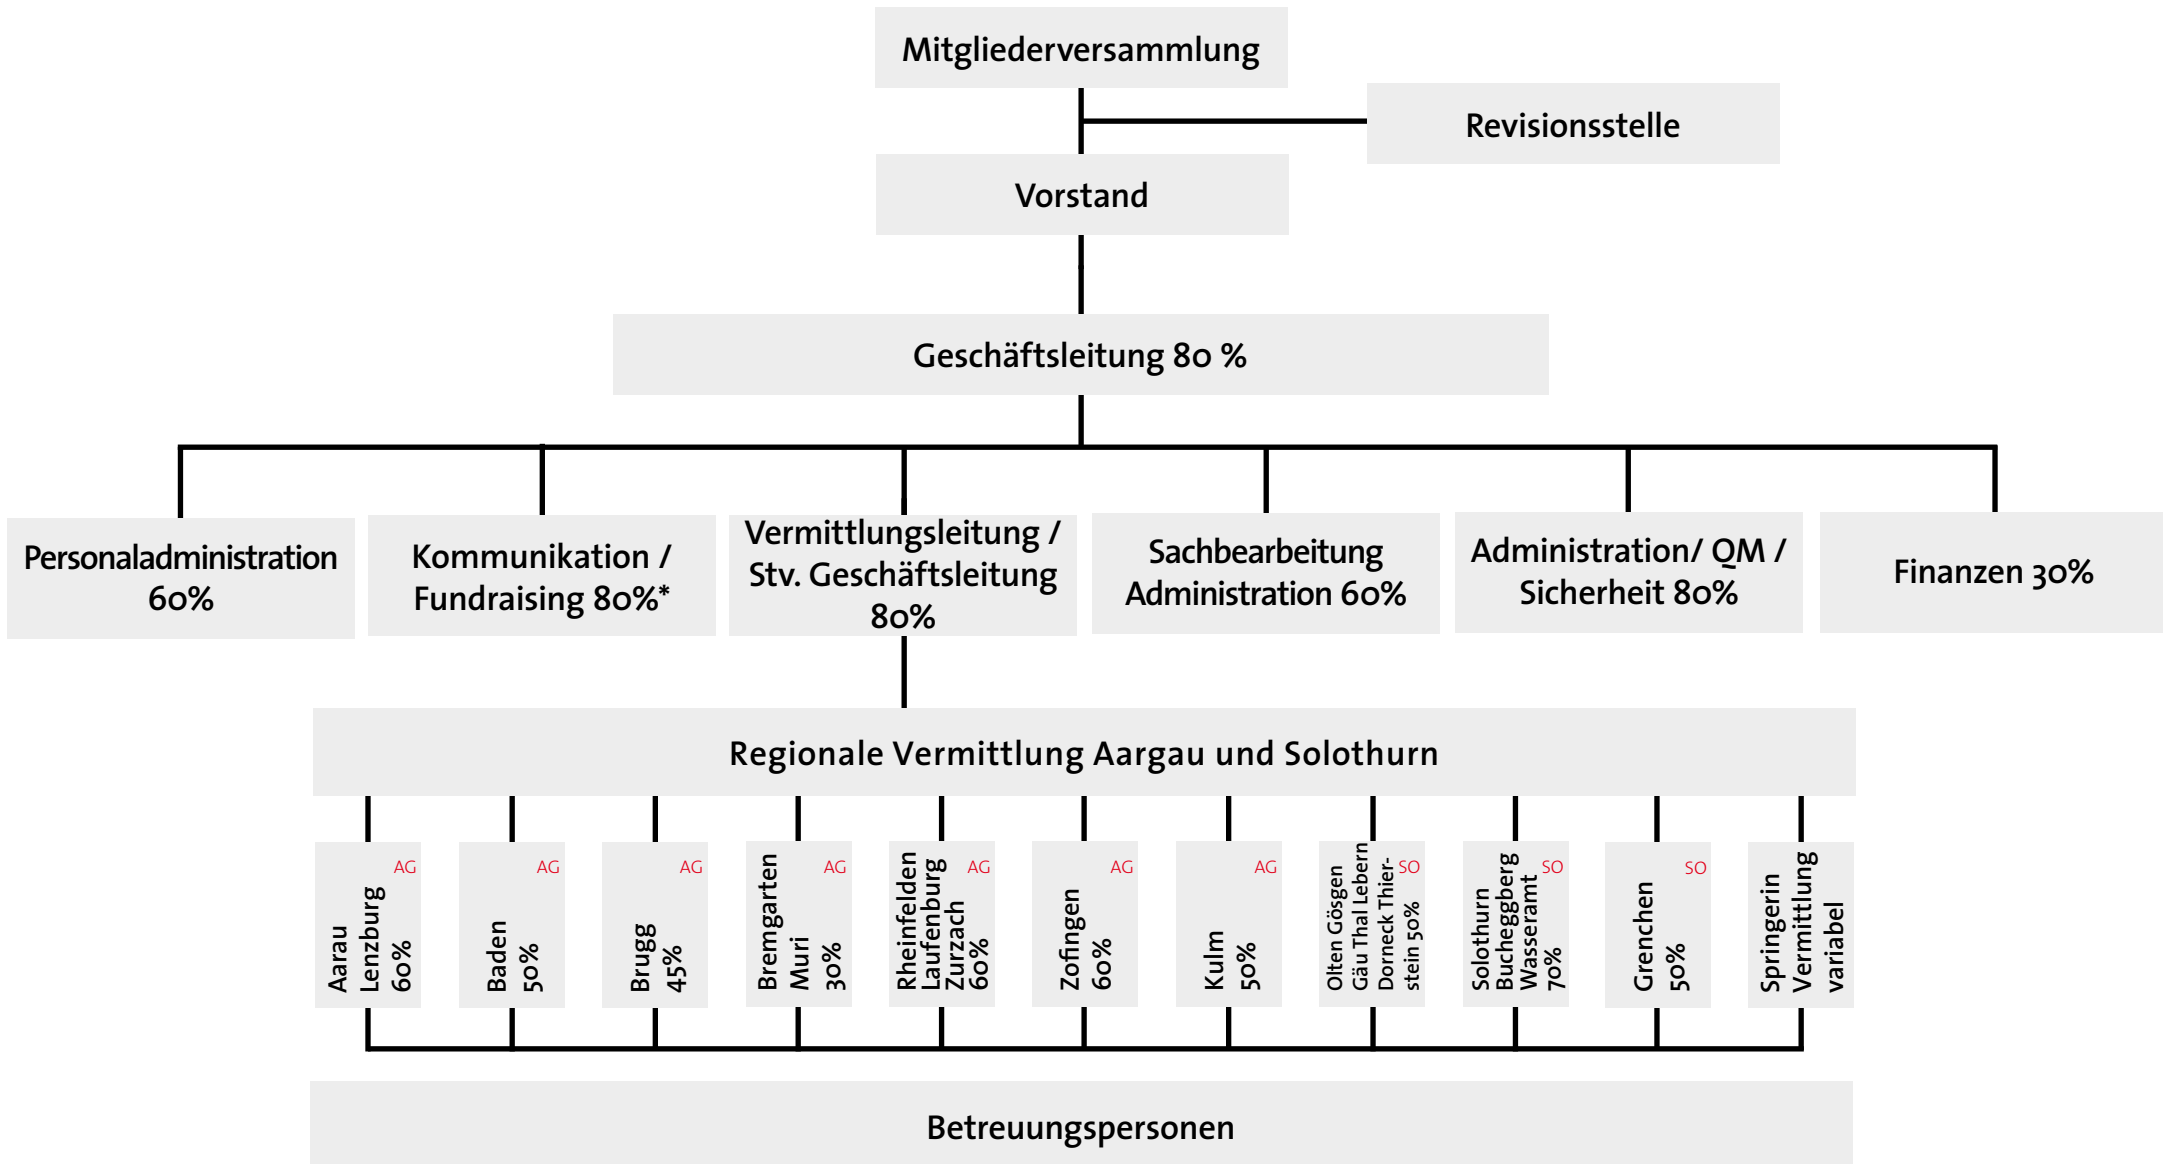 Mitgliederversammlung
Revisionsstelle
Vorstand
Geschäftsleitung 80 %
Personaladministration
60%
Kommunikation /
Fundraising 80%*
Vermittlungsleitung /
Stv. Geschäftsleitung
80%
Sachbearbeitung
Administration 60%
Administration/ QM /
Sicherheit 80%
Finanzen 30%
Regionale Vermittlung Aargau und Solothurn
AG
Aarau
Lenzburg
60%
AG
Baden
50%
AG
Brugg
45%
AG
Bremgarten
Muri
30%
AG
Rheinfelden
Laufenburg
Zurzach
60%
AG
Zofingen
60%
AG
Kulm
50%
SO
Olten Gösgen
Gäu Thal Lebern
Dorneck Thier-
stein 50%
SO
Solothurn
Bucheggberg
Wasseramt
70%
SO
Grenchen
50%
Springerin
Vermittlung
variabel
Betreuungspersonen